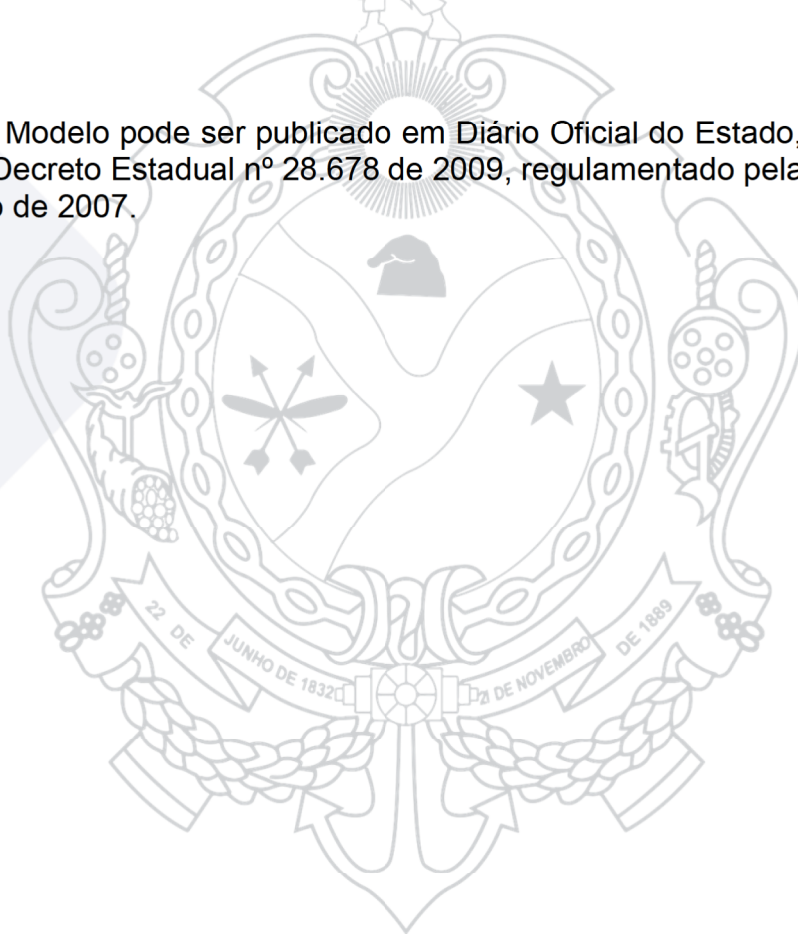 Modelo pode ser publicado em Diário Oficial do Estado,
Decreto Estadual nº 28.678 de 2009, regulamentado pela
de 2007.
22 DE
JUNHO DE 1832
21 DE NOVEMBRO
DE 1889